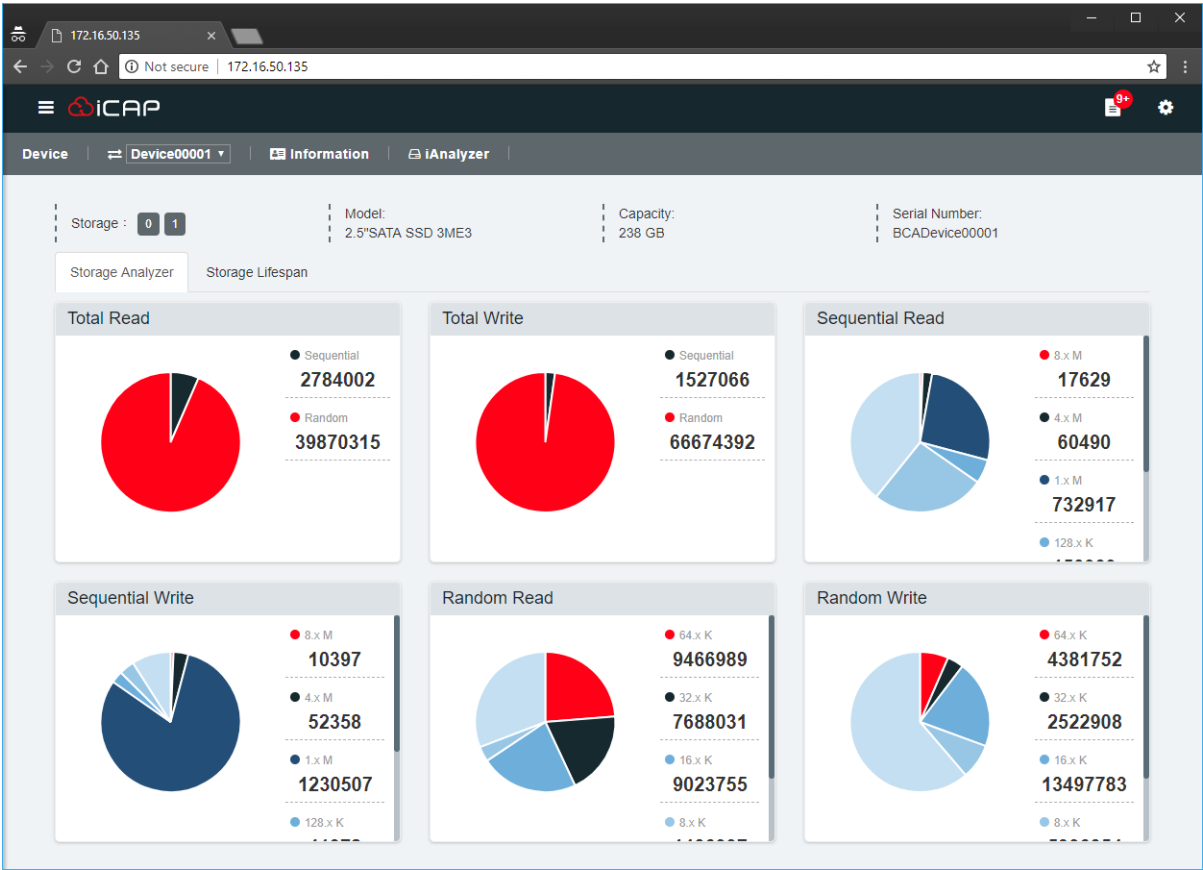 172.16.50.135
Not secure | 172.16.50.135
iCAP
9+
Device
Device00001
Information
iAnalyzer
Storage :
0
1
Model:
2.5"SATA SSD 3ME3
Capacity:
238 GB
Serial Number:
BCADevice00001
Storage Analyzer
Storage Lifespan
Total Read
Sequential
2784002
Random
39870315
Total Write
Sequential
1527066
Random
66674392
Sequential Read
8.x M
17629
4.x M
60490
1.x M
732917
128.x K
Sequential Write
8.x M
10397
4.x M
52358
1.x M
1230507
128.x K
Random Read
64.x K
9466989
32.x K
7688031
16.x K
9023755
8.x K
Random Write
64.x K
4381752
32.x K
2522908
16.x K
13497783
8.x K